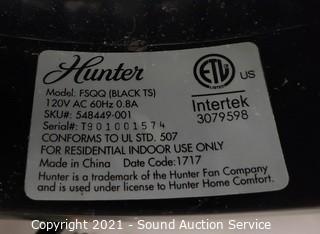 Hunter
ETL
US
Intertek
3079598
Model: FSQQ (BLACK TS)
120V AC 60Hz 0.8A
SKU#: 548449-001
Serial#: T901001574
CONFORMS TO UL STD. 507
FOR RESIDENTIAL INDOOR USE ONLY
Made in China Date Code:1717
Hunter is a trademark of the Hunter Fan Company
and is used under license to Hunter Home Comfort.
Copyright 2021 - Sound Auction Service